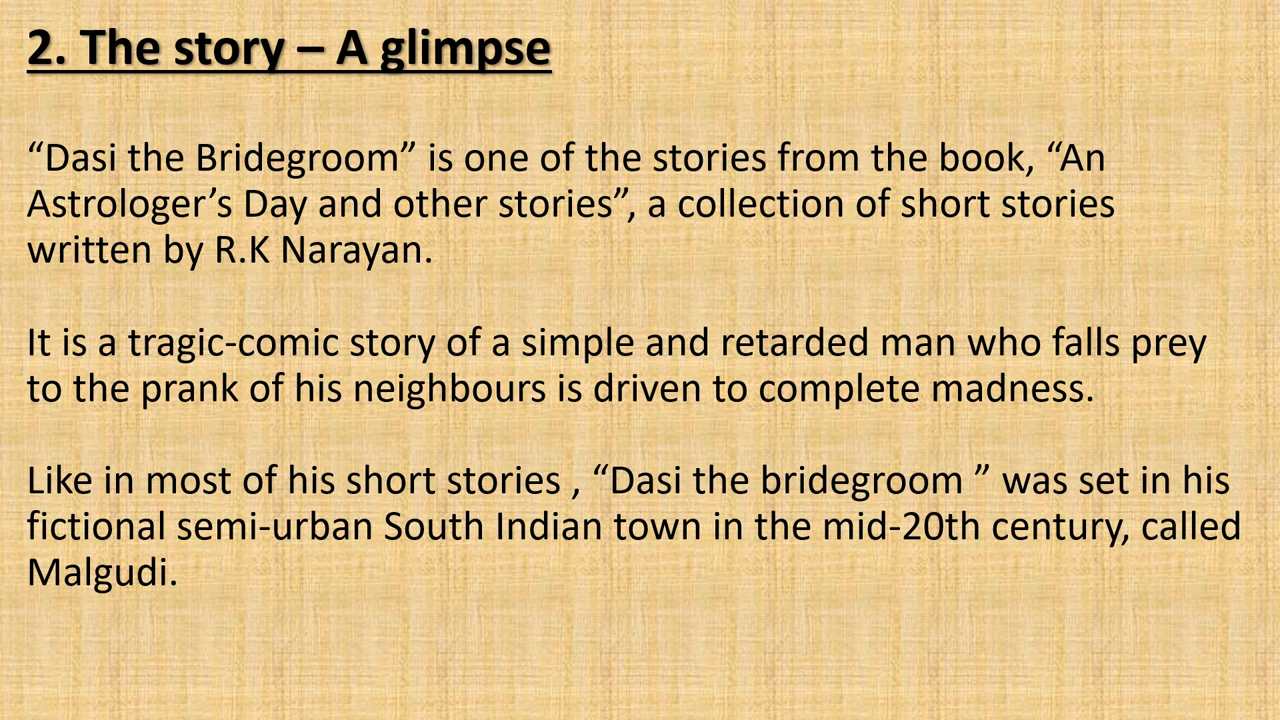 2. The story – A glimpse
“Dasi the Bridegroom” is one of the stories from the book, “An
Astrologer’s Day and other stories”, a collection of short stories
written by R.K Narayan.
It is a tragic-comic story of a simple and retarded man who falls prey
to the prank of his neighbours is driven to complete madness.
Like in most of his short stories , “Dasi the bridegroom ” was set in his
fictional semi-urban South Indian town in the mid-20th century, called
Malgudi.